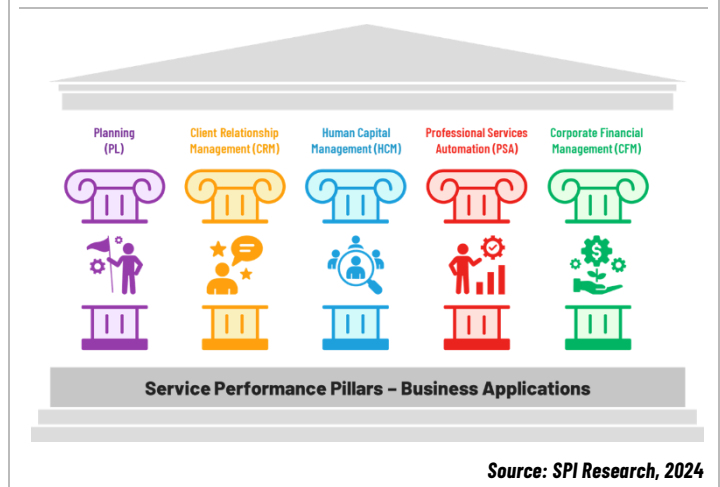 Planning
(PL)
Client Relationship
Management (CRM)
Human Capital
Management (HCM)
Professional Services
Automation (PSA)
Corporate Financial
Management (CFM)
$
Service Performance Pillars – Business Applications
Source: SPI Research, 2024